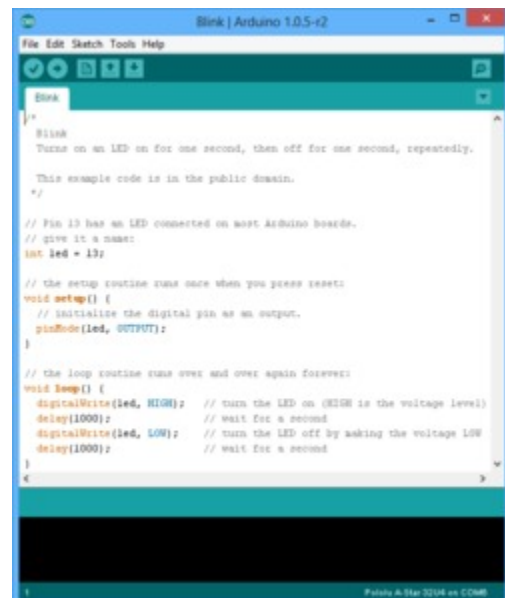 Blink | Arduino 1.0.5-r2
File Edit Sketch Tools Help
Blink
/*
  Blink
  Turns on an LED on for one second, then off for one second, repeatedly.

  This example code is in the public domain.
 */

// Pin 13 has an LED connected on most Arduino boards.
// give it a name:
int led = 13;

// the setup routine runs once when you press reset:
void setup() {
  // initialize the digital pin as an output.
  pinMode(led, OUTPUT);
}

// the loop routine runs over and over again forever:
void loop() {
  digitalWrite(led, HIGH);   // turn the LED on (HIGH is the voltage level)
  delay(1000);               // wait for a second
  digitalWrite(led, LOW);    // turn the LED off by making the voltage LOW
  delay(1000);               // wait for a second
}
1
Pololu A-Star 32U4 on COM8